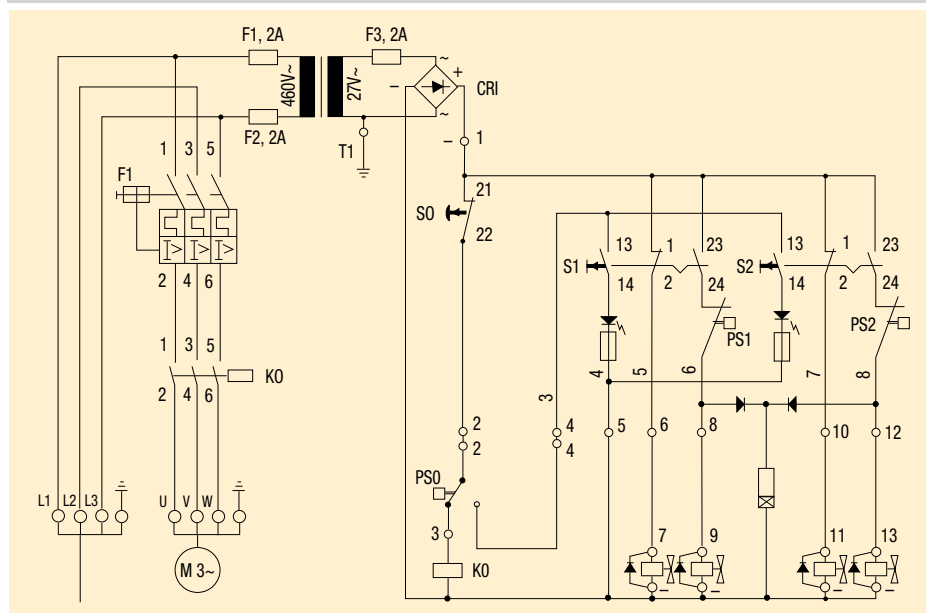 F1, 2A F3, 2A
460V~ 27V~
~ + − ~ CRI
F2, 2A T1 − 1
1 3 5
F1
S0 21
22
I> I> I>
2 4 6
13 1 23 13 1 23
S1 S2
14 2 24 14 2 24
PS1 PS2
1 3 5
K0
2 4 6
3 4 5 6 7 8
2 4 5 6 8 10 12
2 4
PS0
L1 L2 L3 U V W
3
7 9 11 13
M 3~ K0
− − − −